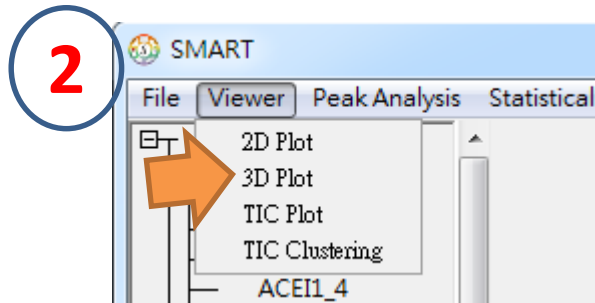 2
SMART
File Viewer Peak Analysis Statistical
2D Plot
3D Plot
TIC Plot
TIC Clustering
ACEI1_4